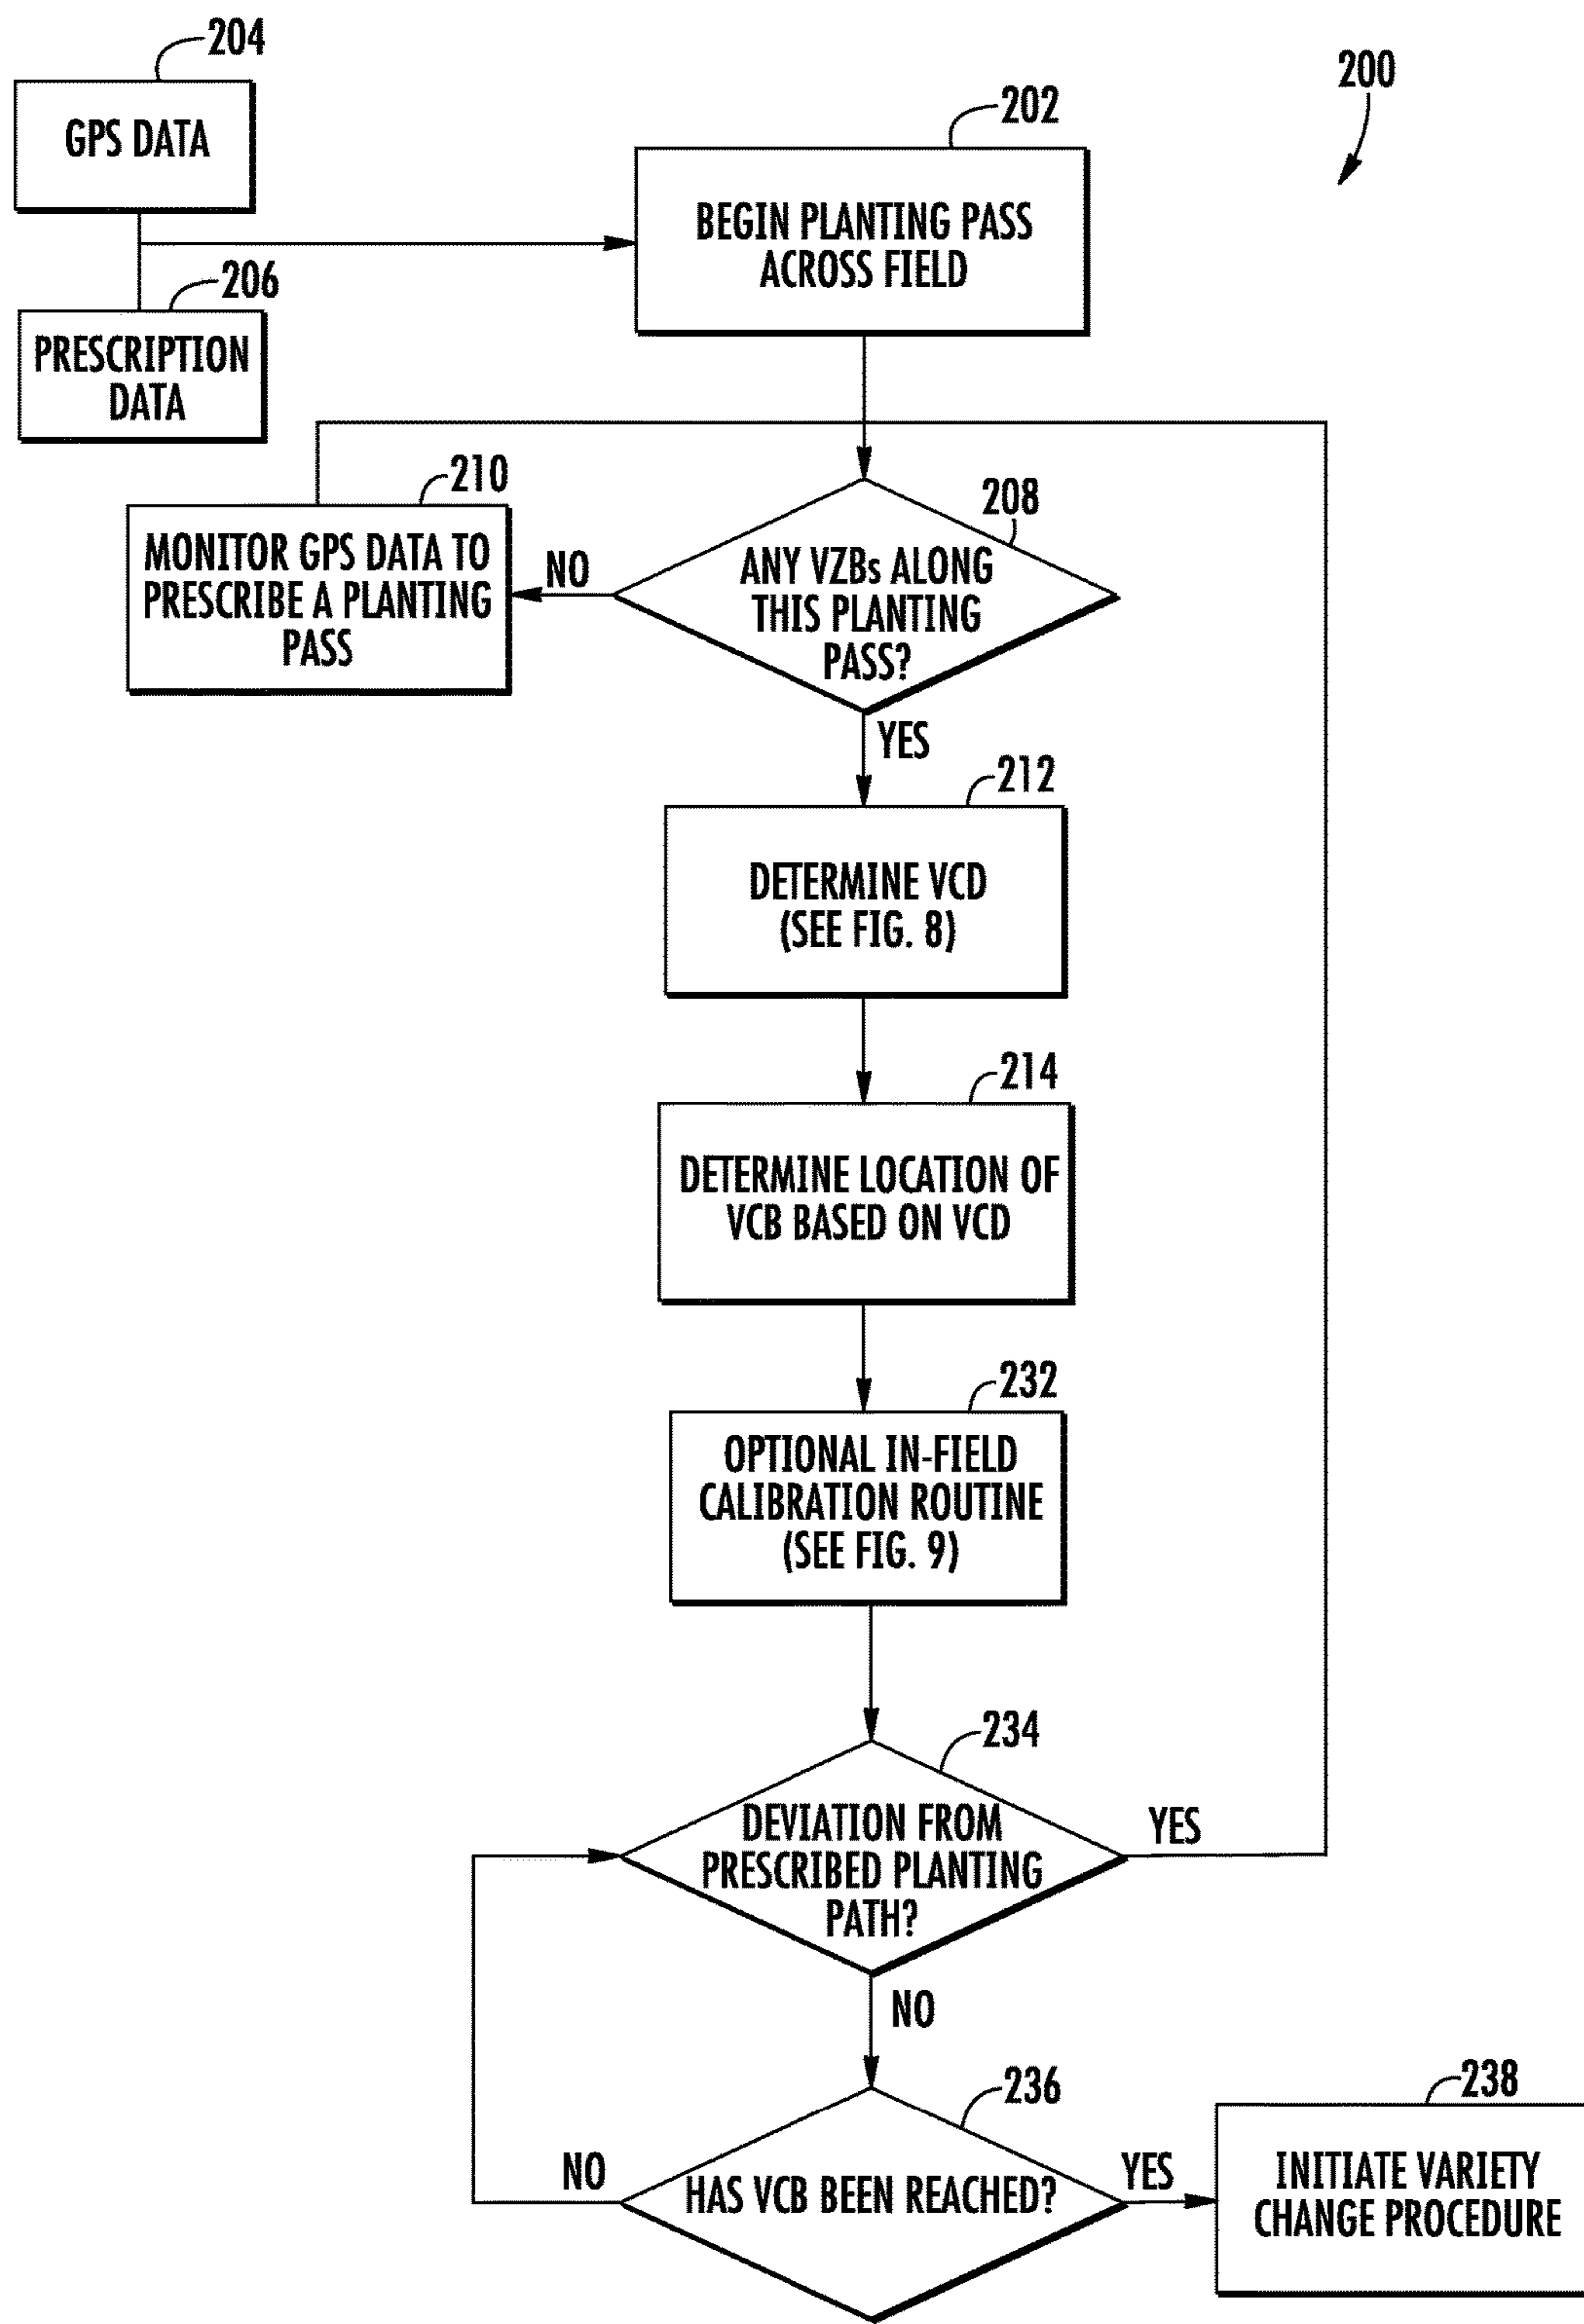 204
GPS DATA
200
202
BEGIN PLANTING PASS
ACROSS FIELD
206
PRESCRIPTION
DATA
210
MONITOR GPS DATA TO
PRESCRIBE A PLANTING
PASS
NO
208
ANY VZBs ALONG
THIS PLANTING
PASS?
YES
212
DETERMINE VCD
(SEE FIG. 8)
214
DETERMINE LOCATION OF
VCB BASED ON VCD
232
OPTIONAL IN-FIELD
CALIBRATION ROUTINE
(SEE FIG. 9)
234
DEVIATION FROM
PRESCRIBED PLANTING
PATH?
YES
NO
236
HAS VCB BEEN REACHED?
NO
YES
238
INITIATE VARIETY
CHANGE PROCEDURE